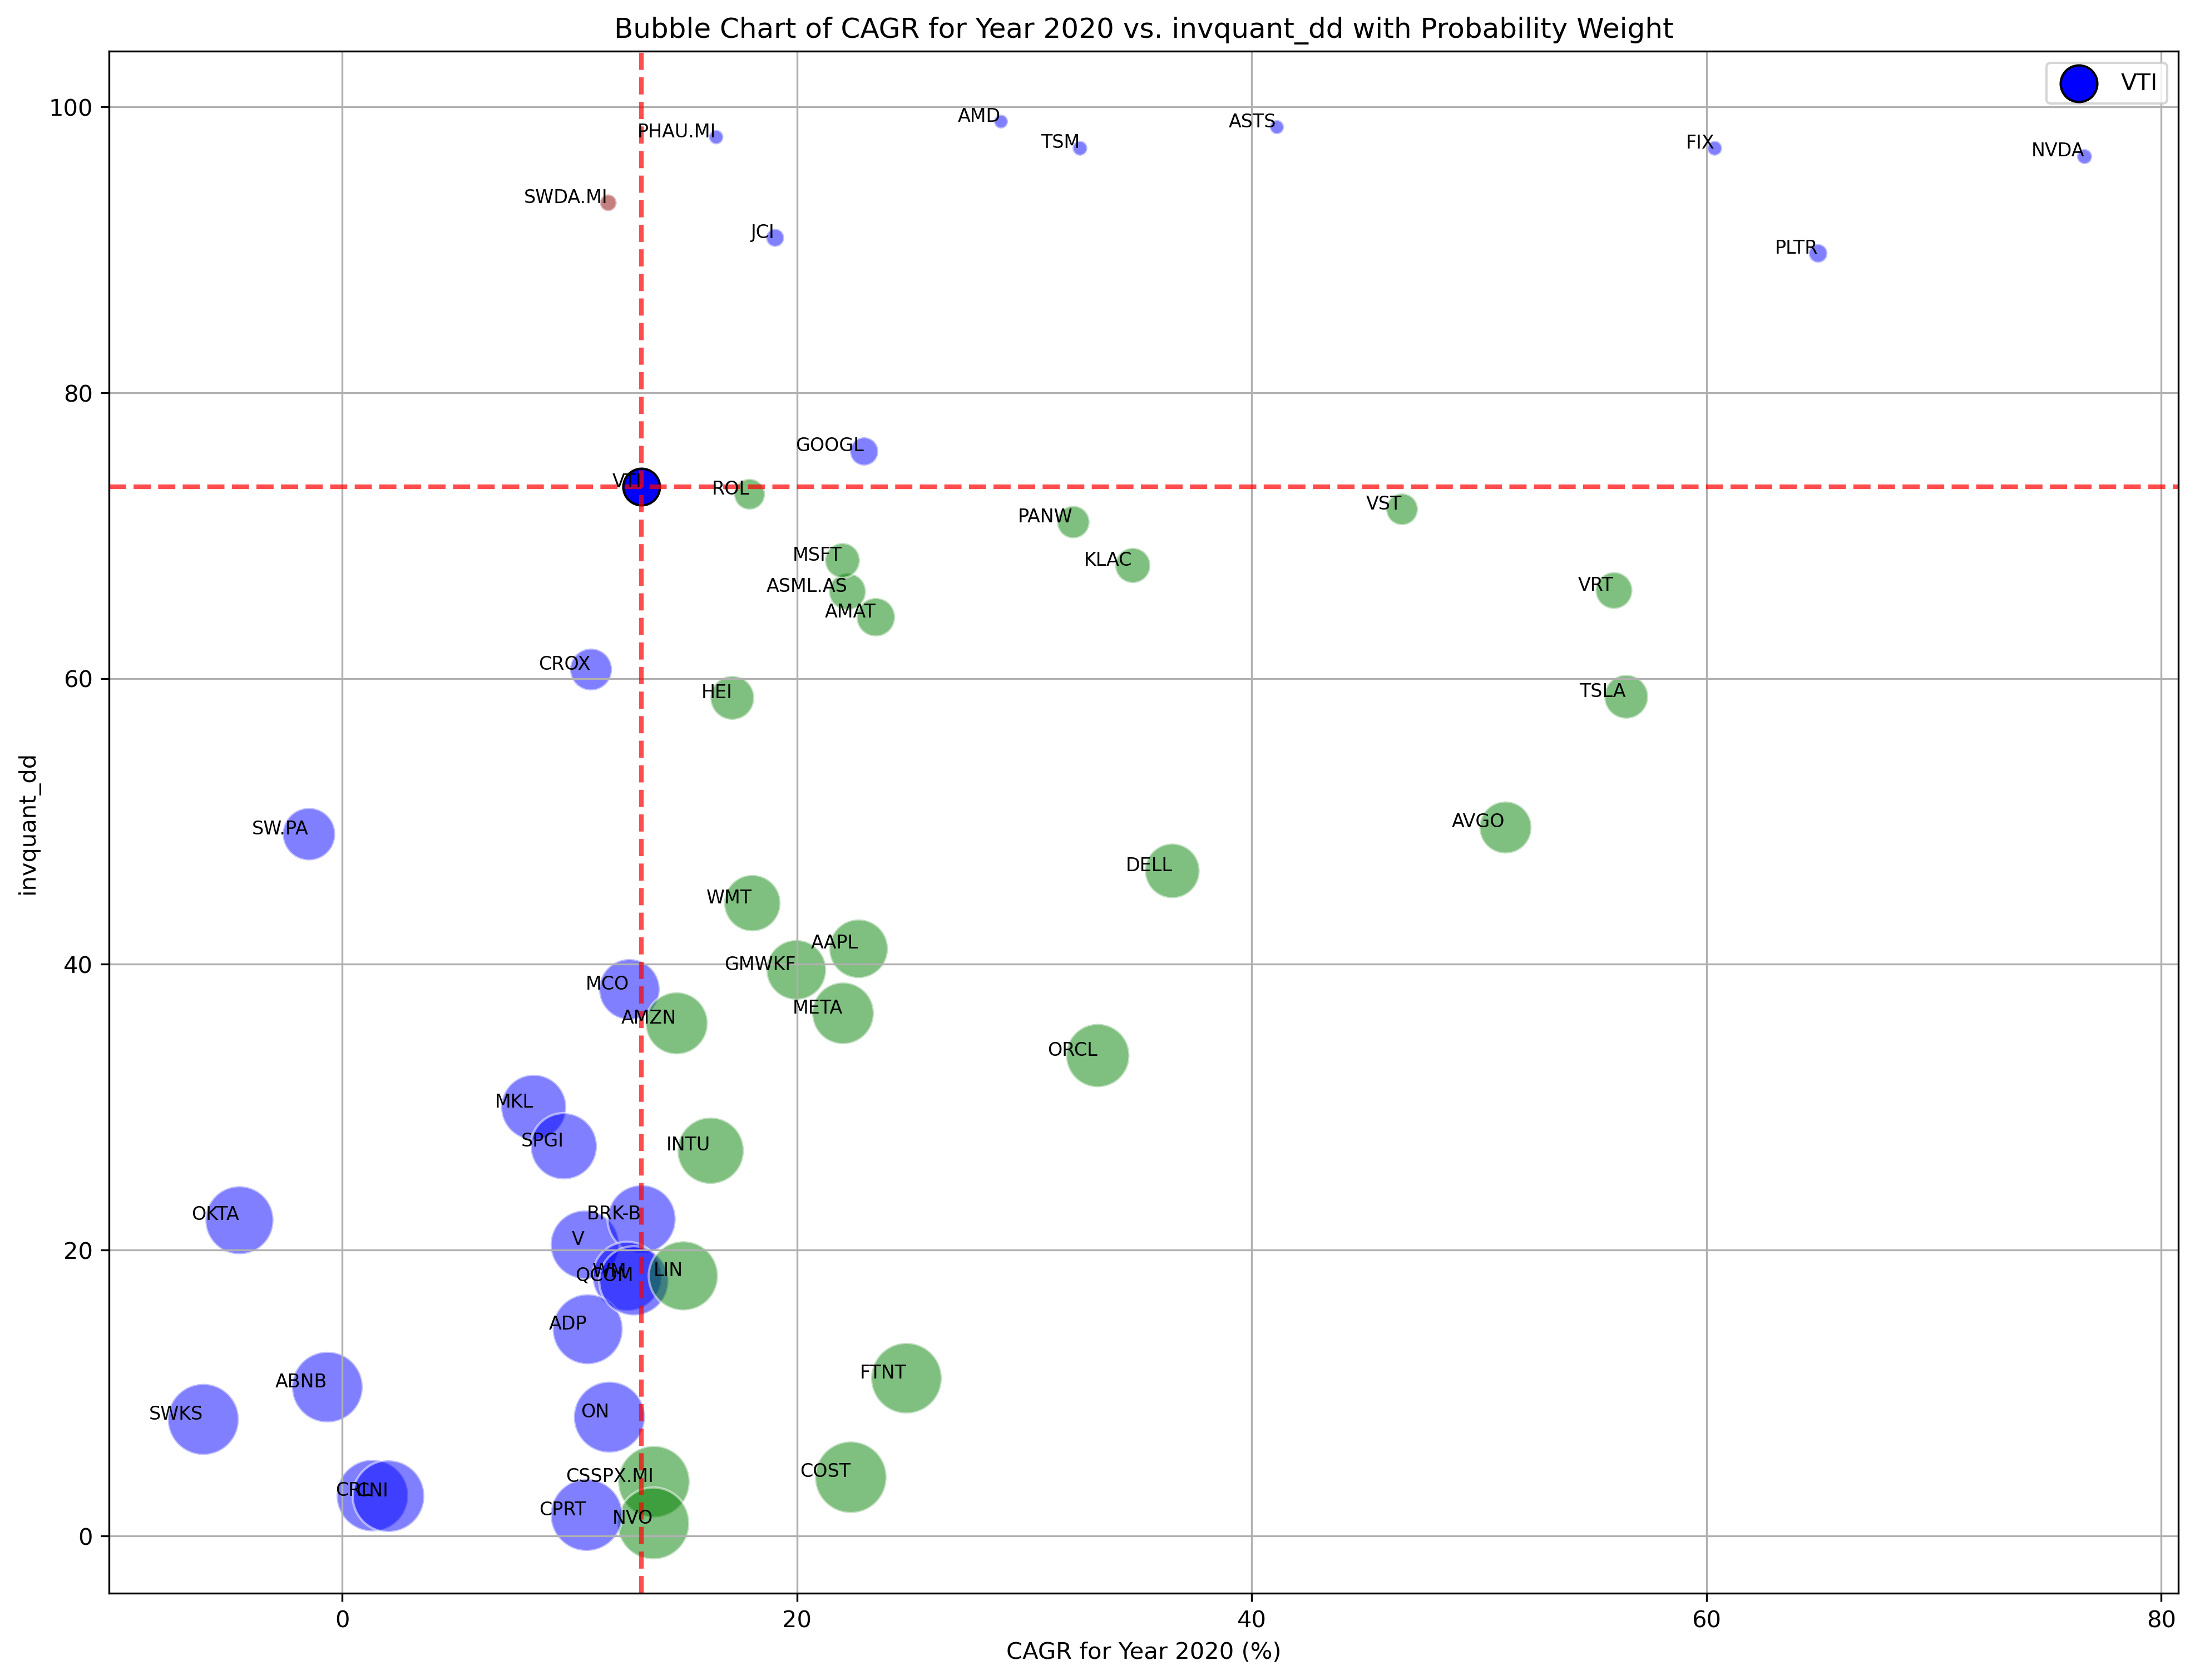 Bubble Chart of CAGR for Year 2020 vs. invquant_dd with Probability Weight
VTI
100
AMD
ASTS
PHAU.MI
TSM
FIX
NVDA
SWDA.MI
JCI
PLTR
80
GOOGL
VTI
ROL
VST
PANW
MSFT
KLAC
ASML.AS
VRT
AMAT
CROX
60
HEI
TSLA
SW.PA
AVGO
DELL
WMT
AAPL
40
GMWKF
MCO
META
AMZN
ORCL
MKL
SPGI
INTU
OKTA
BRK-B
V
20
WM
LIN
QCOM
ADP
FTNT
ABNB
SWKS
ON
CSSPX.MI
COST
CRL
CNI
CPRT
NVO
0
invquant_dd
0 20 40 60 80
CAGR for Year 2020 (%)